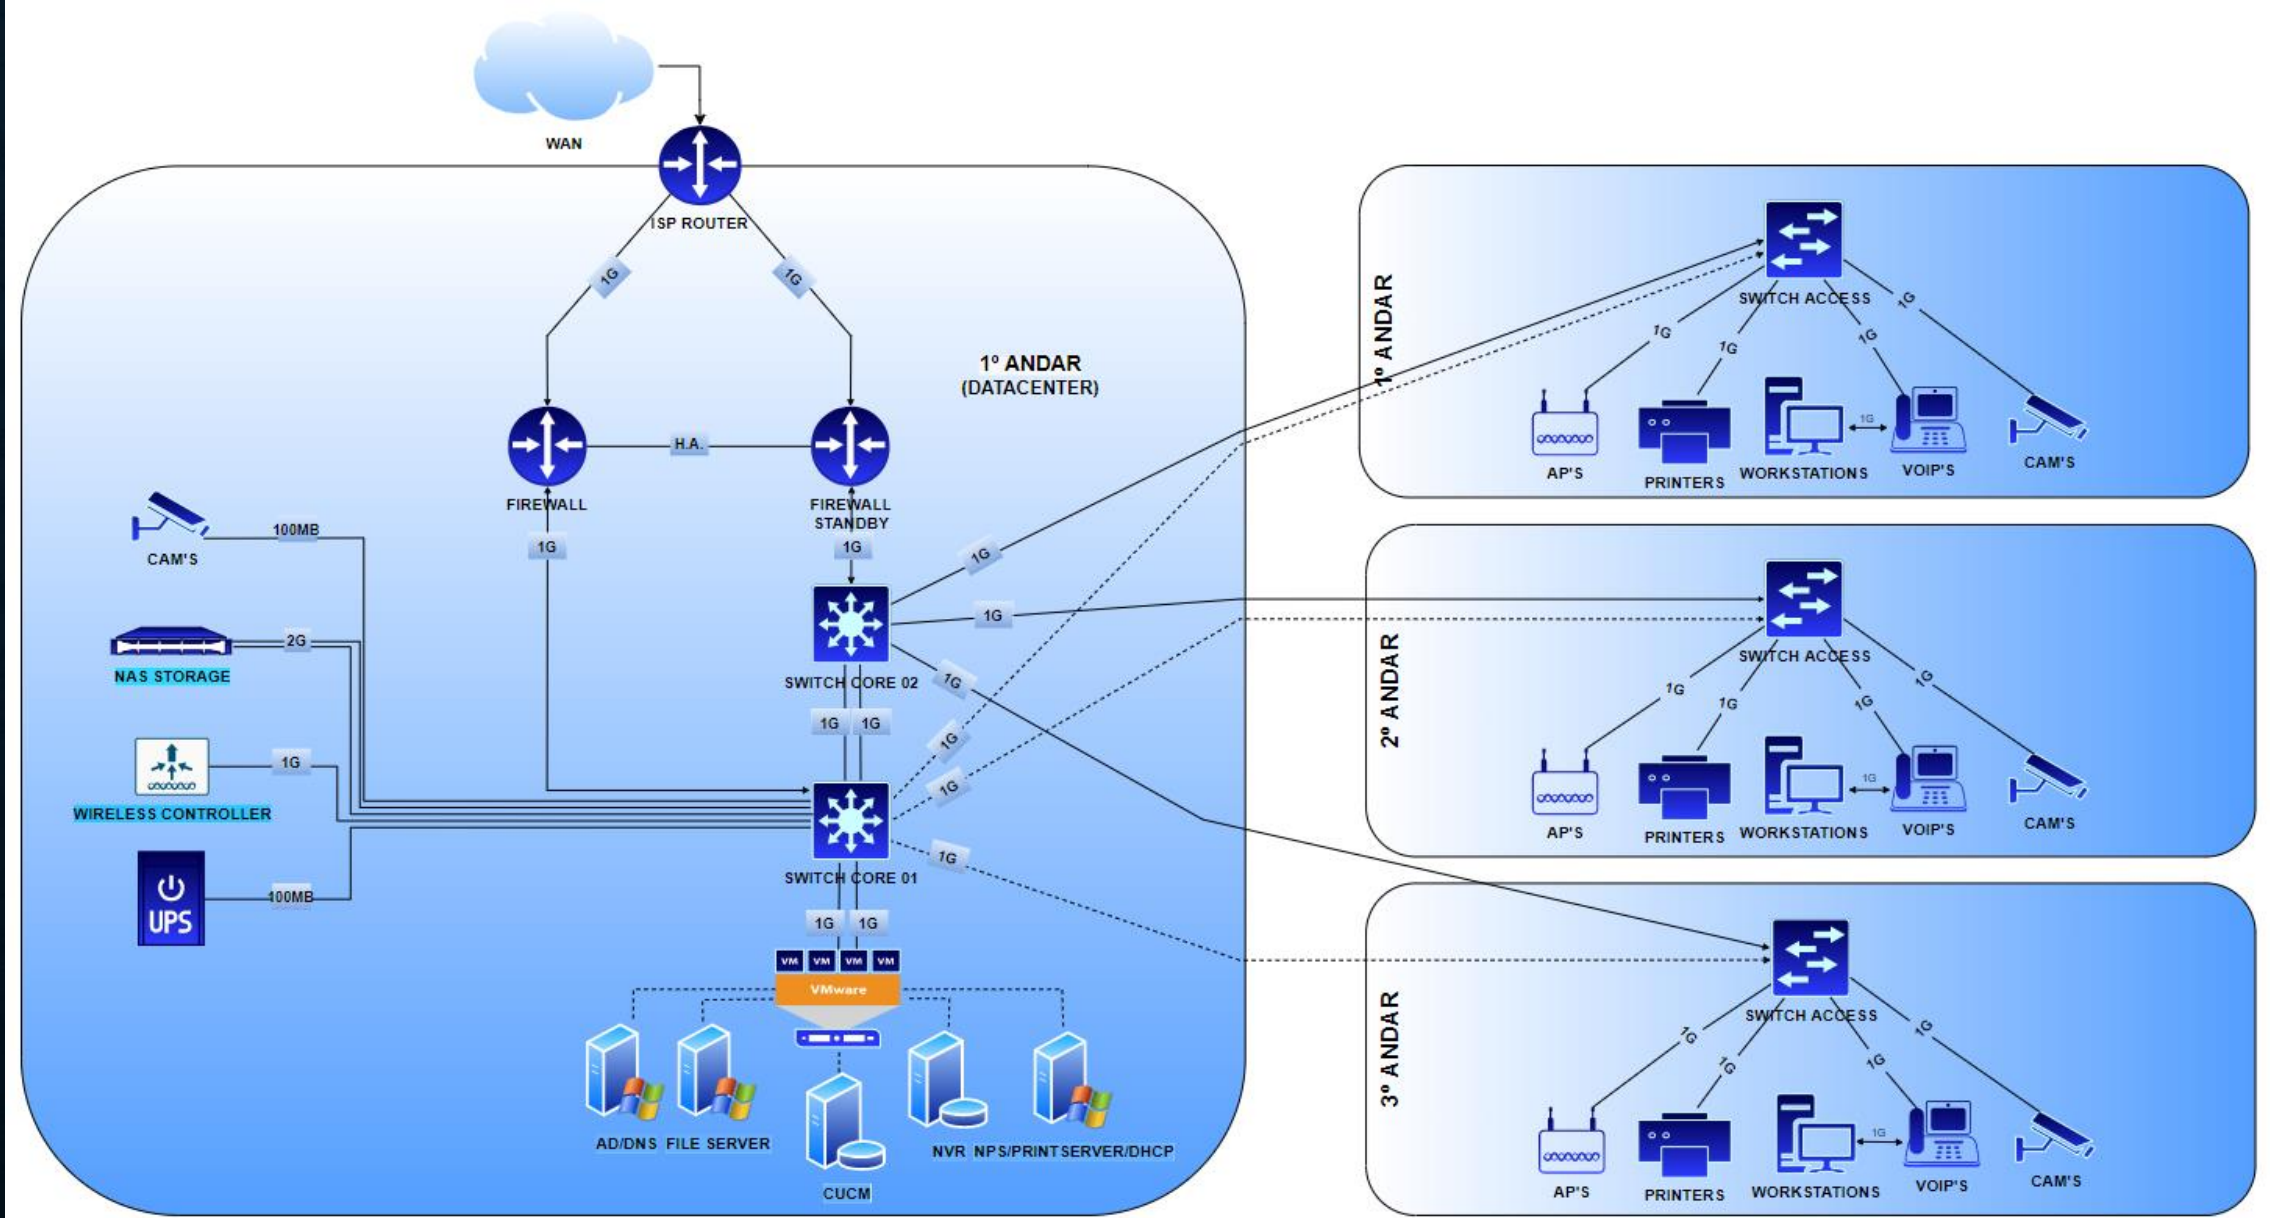 WAN
ISP ROUTER
1G
1G
1º ANDAR
(DATACENTER)
H.A.
FIREWALL
FIREWALL
STANDBY
1G
1G
CAM'S
100MB
NAS STORAGE
2G
WIRELESS CONTROLLER
1G
UPS
100MB
SWITCH CORE 02
1G
1G
1G
1G
1G
SWITCH CORE 01
1G
1G
1G
1G
1G
VM
VM
VM
VM
VMware
AD/DNS
FILE SERVER
CUCM
NVR
NPS/PRINTSERVER/DHCP
1º ANDAR
SWITCH ACCESS
1G
1G
1G
1G
1G
AP'S
PRINTERS
WORKSTATIONS
VOIP'S
CAM'S
2º ANDAR
SWITCH ACCESS
1G
1G
1G
1G
1G
AP'S
PRINTERS
WORKSTATIONS
VOIP'S
CAM'S
3º ANDAR
SWITCH ACCESS
1G
1G
1G
1G
1G
AP'S
PRINTERS
WORKSTATIONS
VOIP'S
CAM'S